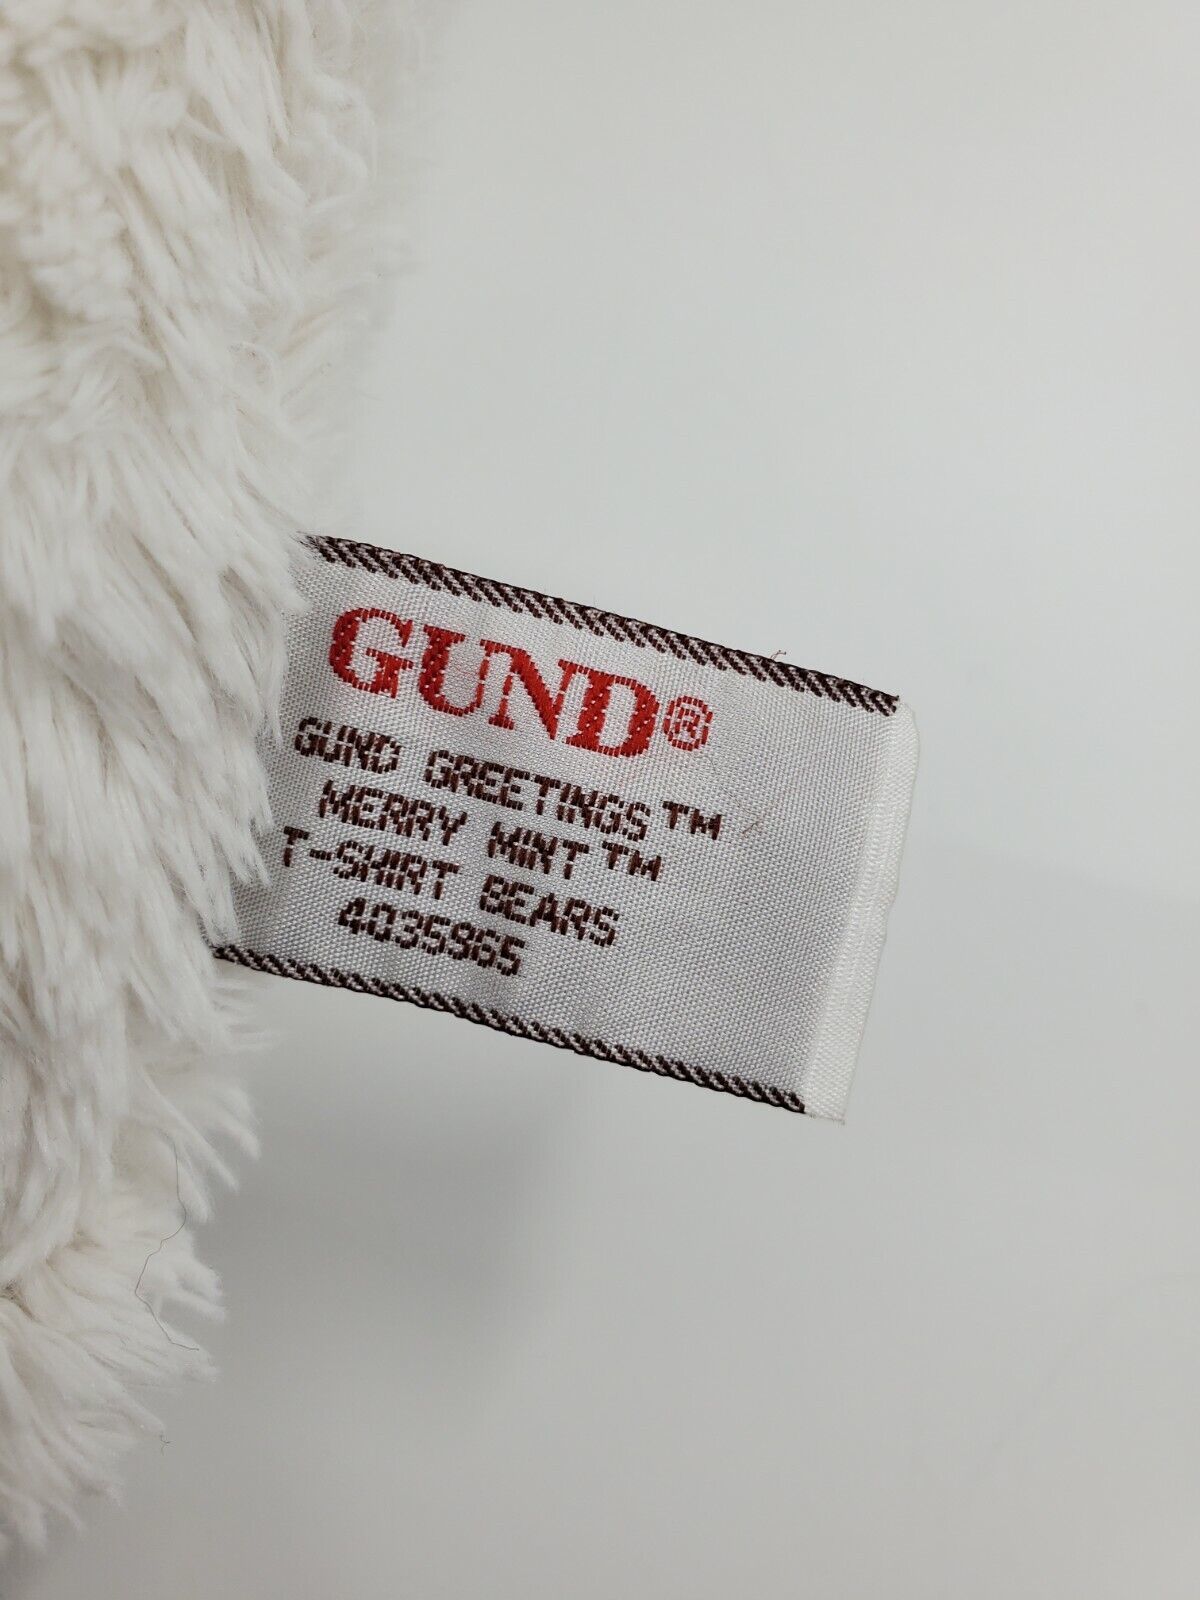 GUND®
GUND GREETINGS™
MERRY MINT™
T-SHIRT BEARS
4035965